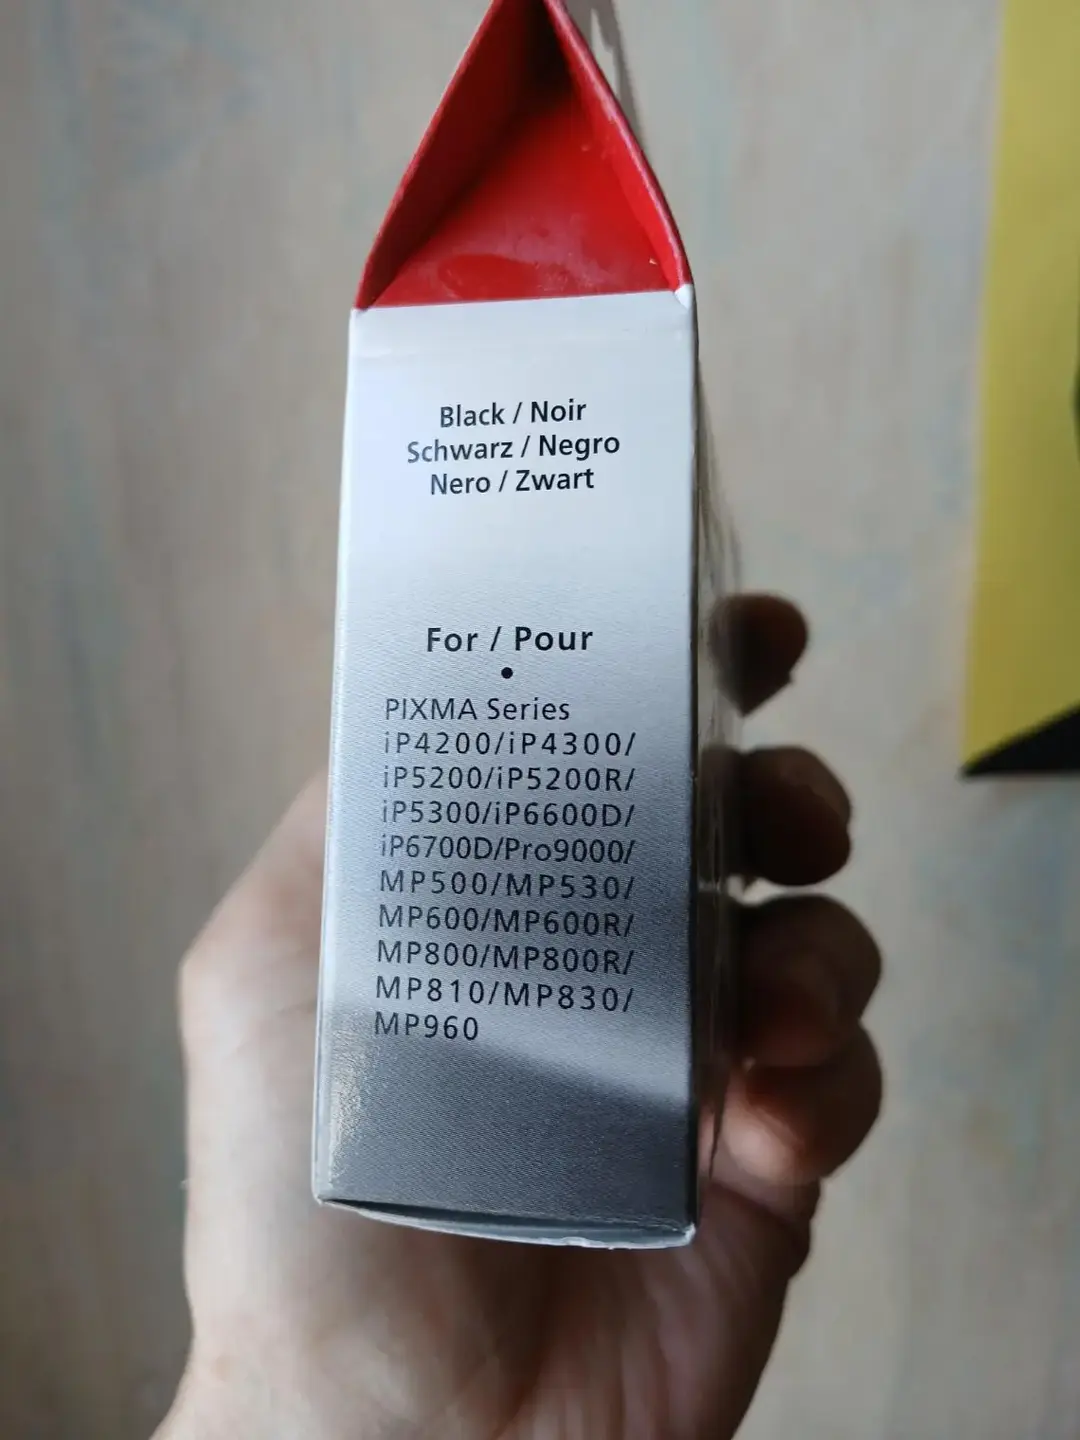 Black / Noir
Schwarz / Negro
Nero / Zwart
For / Pour
•
PIXMA Series
iP4200/iP4300/
iP5200/iP5200R/
iP5300/iP6600D/
iP6700D/Pro9000/
MP500/MP530/
MP600/MP600R/
MP800/MP800R/
MP810/MP830/
MP960